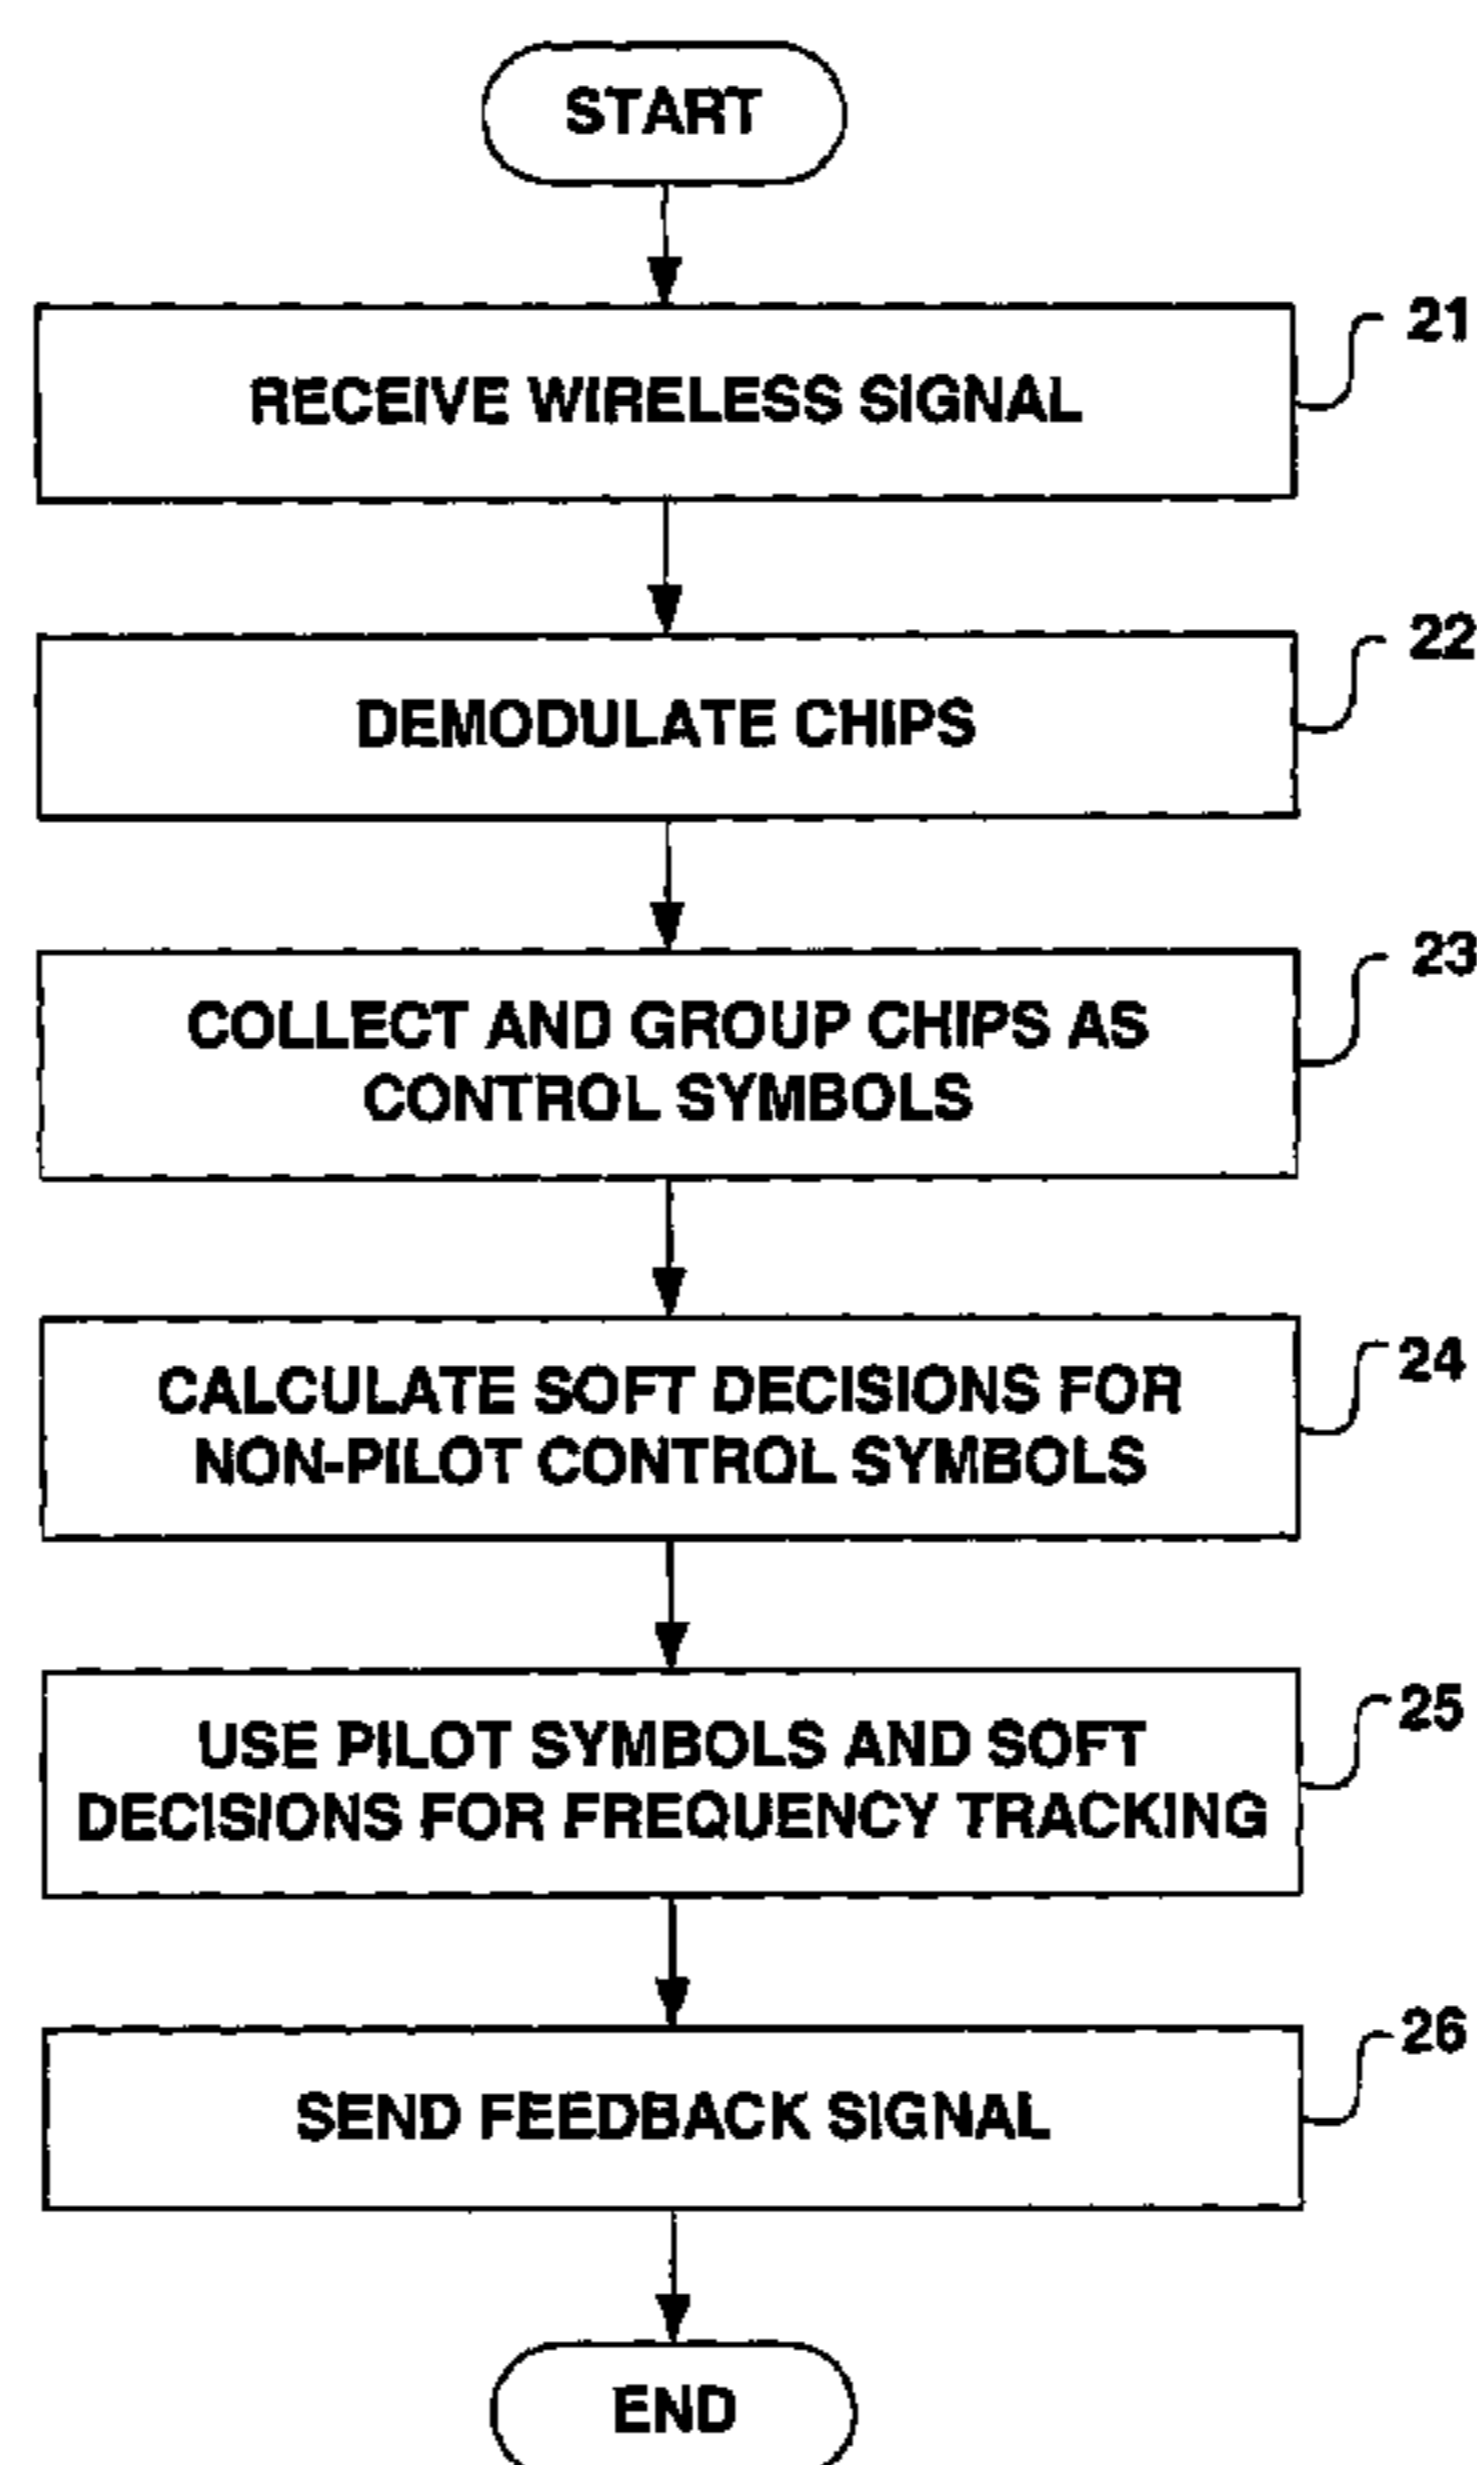 START
RECEIVE WIRELESS SIGNAL
21
DEMODULATE CHIPS
22
COLLECT AND GROUP CHIPS AS
CONTROL SYMBOLS
23
CALCULATE SOFT DECISIONS FOR
NON-PILOT CONTROL SYMBOLS
24
USE PILOT SYMBOLS AND SOFT
DECISIONS FOR FREQUENCY TRACKING
25
SEND FEEDBACK SIGNAL
26
END